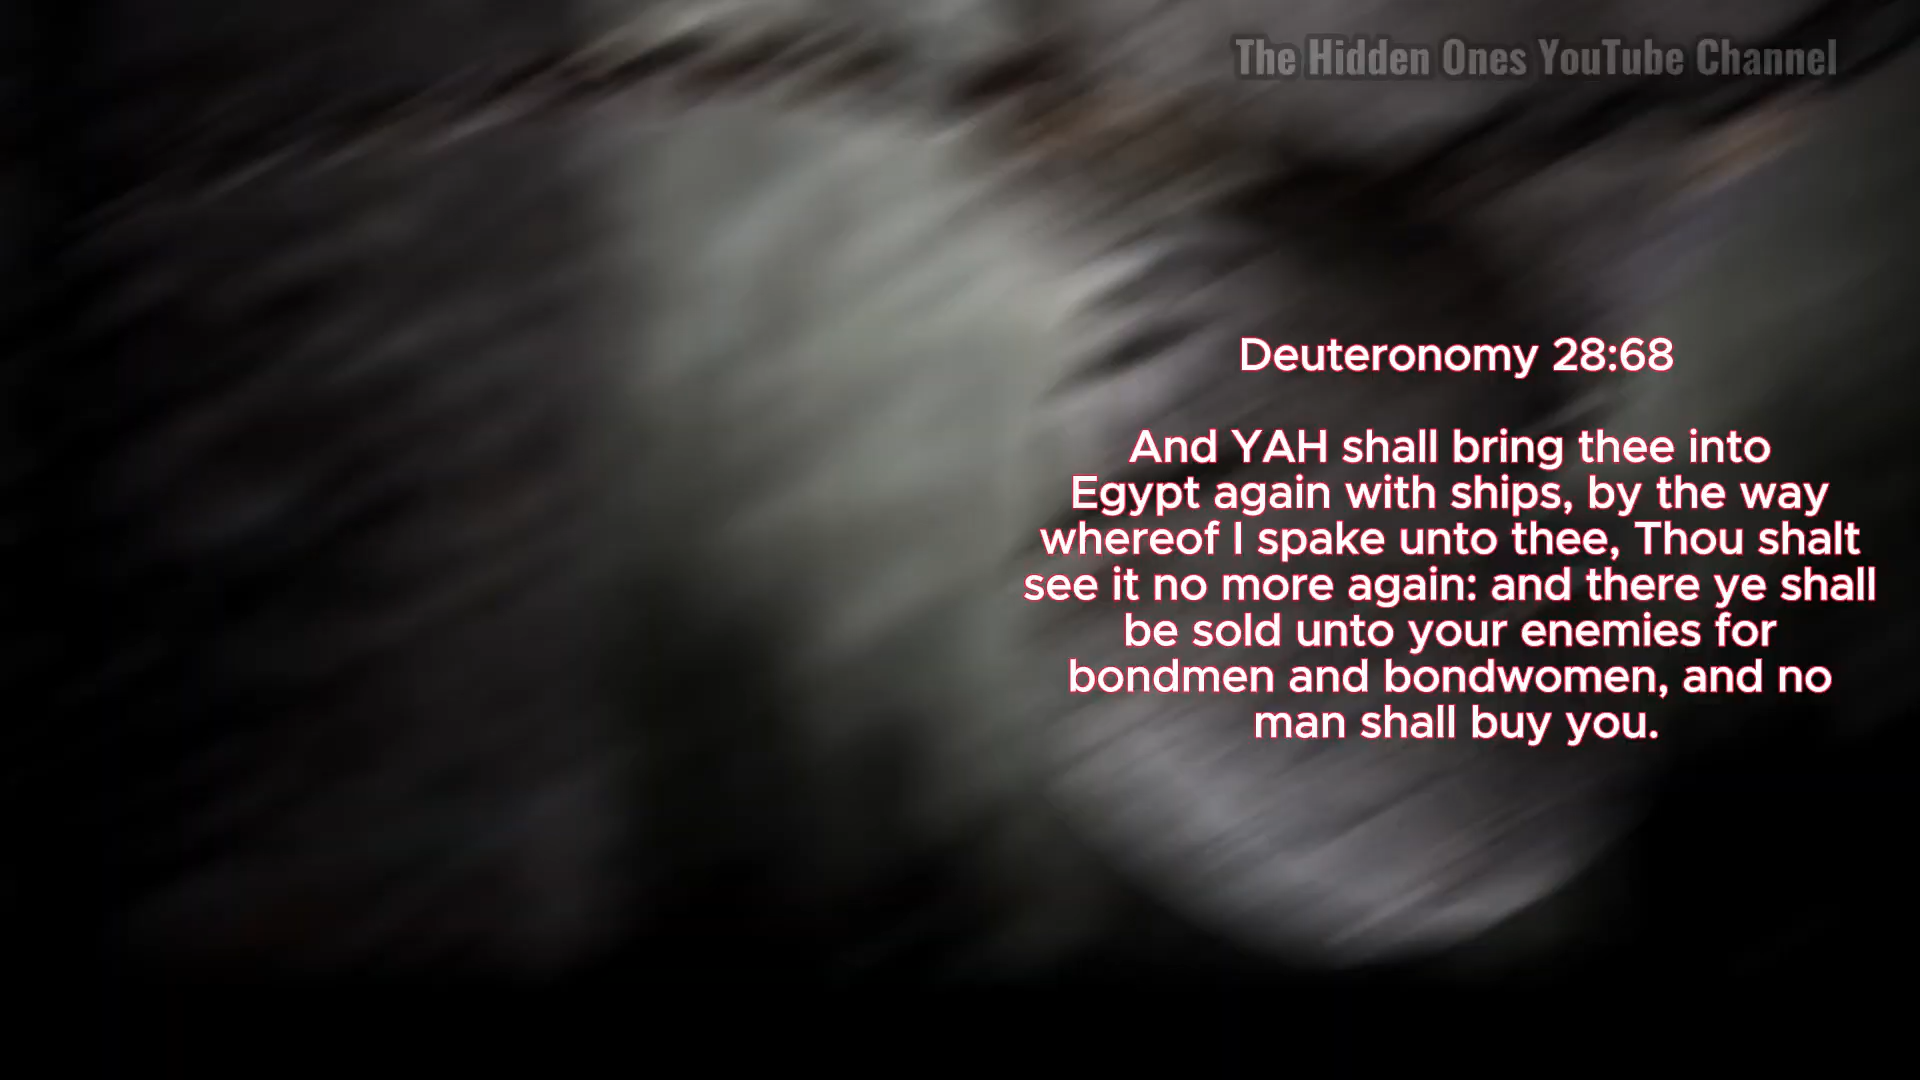 The Hidden Ones YouTube Channel
Deuteronomy 28:68
And YAH shall bring thee into
Egypt again with ships, by the way
whereof I spake unto thee, Thou shalt
see it no more again: and there ye shall
be sold unto your enemies for
bondmen and bondwomen, and no
man shall buy you.